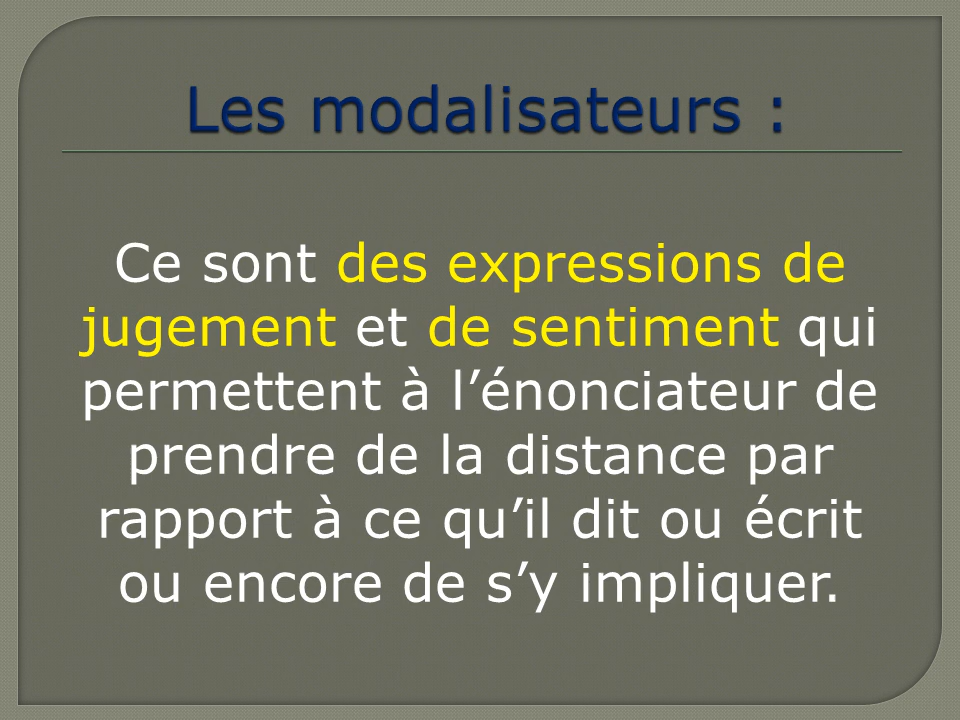 Les modalisateurs :
Ce sont des expressions de
jugement et de sentiment qui
permettent à l’énonciateur de
prendre de la distance par
rapport à ce qu’il dit ou écrit
ou encore de s’y impliquer.